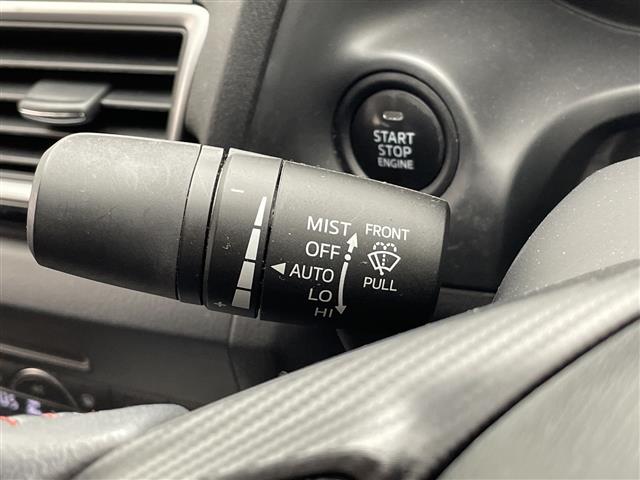 START
STOP
ENGINE
MIST
OFF
AUTO
LO
HI
FRONT
PULL